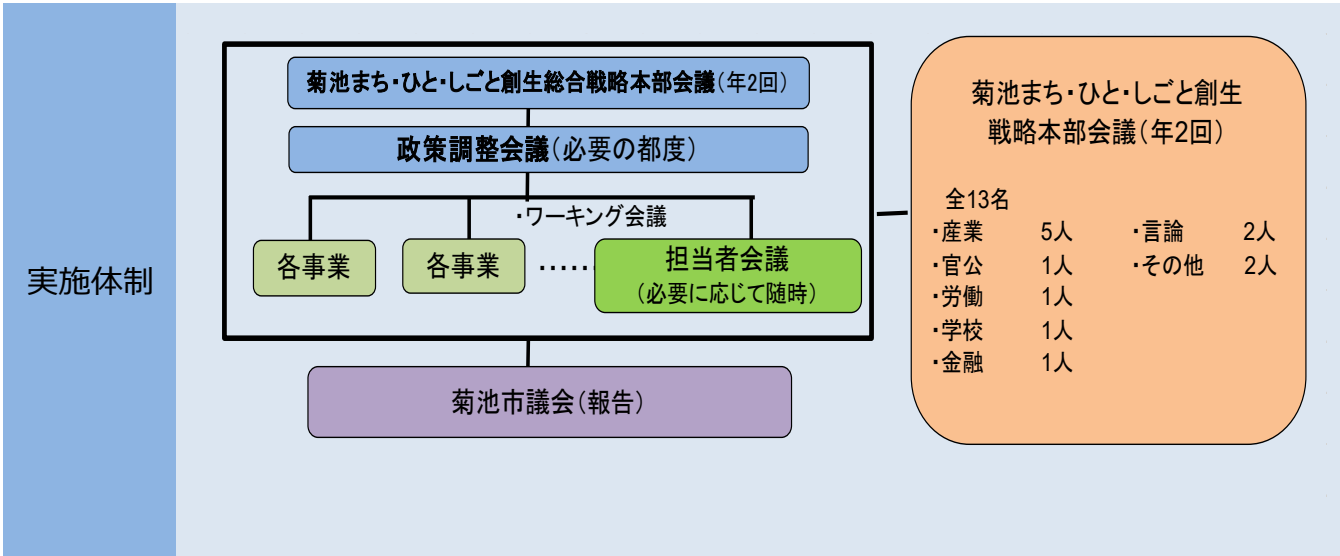 実施体制
菊池まち・ひと・しごと創生総合戦略本部会議(年2回)
政策調整会議(必要の都度)
・ワーキング会議
各事業
各事業
……
担当者会議
(必要に応じて随時)
菊池市議会(報告)
菊池まち・ひと・しごと創生
戦略本部会議(年2回)
全13名
・産業 5人 ・言論 2人
・官公 1人 ・その他 2人
・労働 1人
・学校 1人
・金融 1人